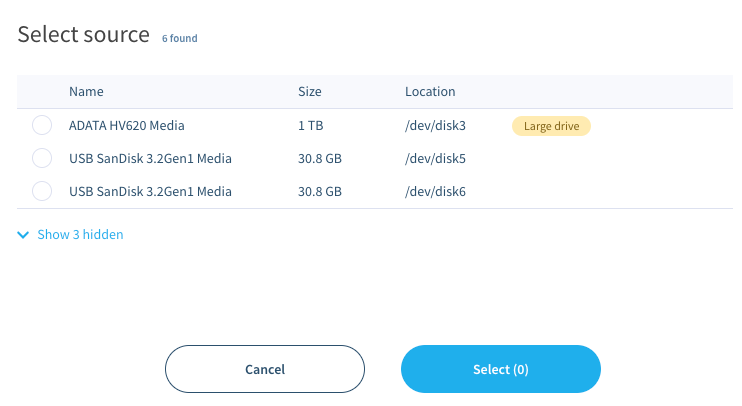 Select source 6 found
Name Size Location
ADATA HV620 Media 1 TB /dev/disk3 Large drive
USB SanDisk 3.2Gen1 Media 30.8 GB /dev/disk5
USB SanDisk 3.2Gen1 Media 30.8 GB /dev/disk6
Show 3 hidden
Cancel Select (0)